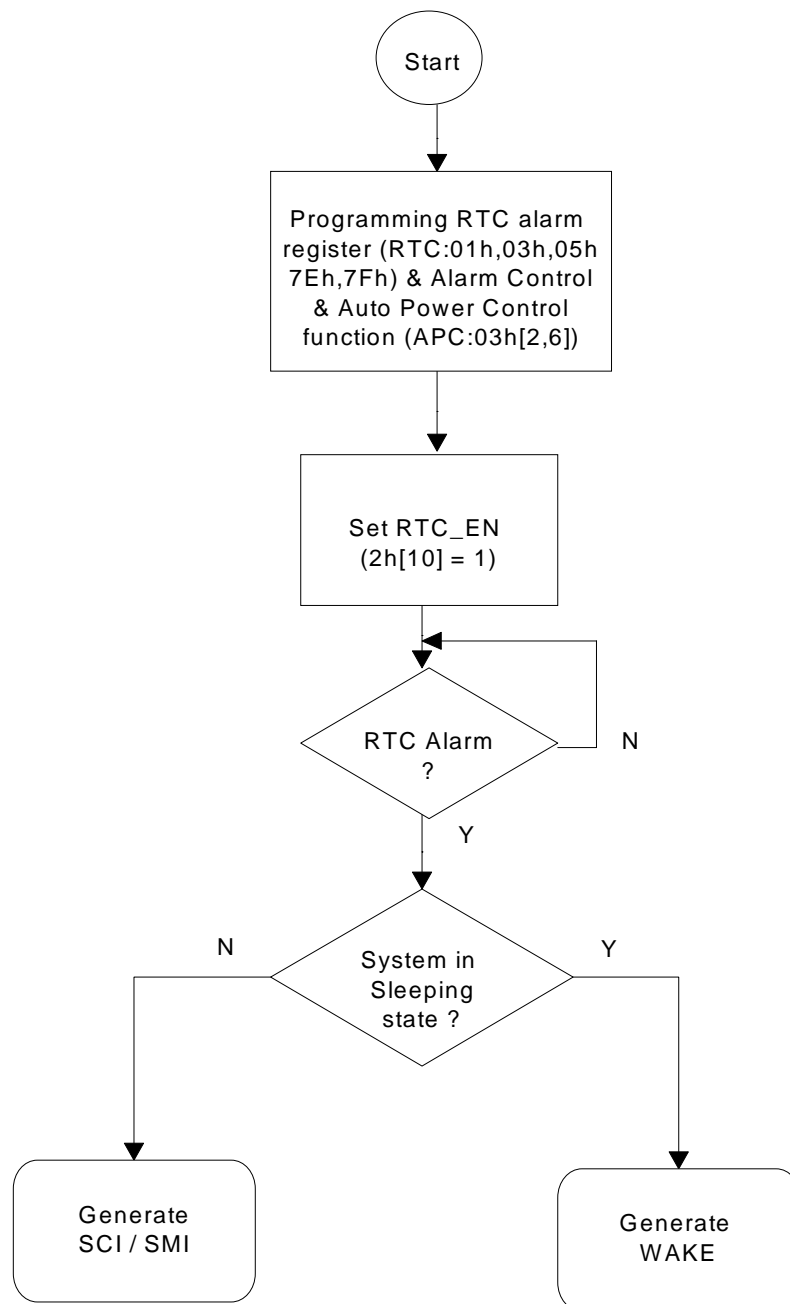 Start
Programming RTC alarm
register (RTC:01h,03h,05h
7Eh,7Fh) & Alarm Control
& Auto Power Control
function (APC:03h[2,6])
Set RTC_EN
(2h[10] = 1)
RTC Alarm
?
N
Y
N
System in
Sleeping
state ?
Y
Generate
SCI / SMI
Generate
WAKE